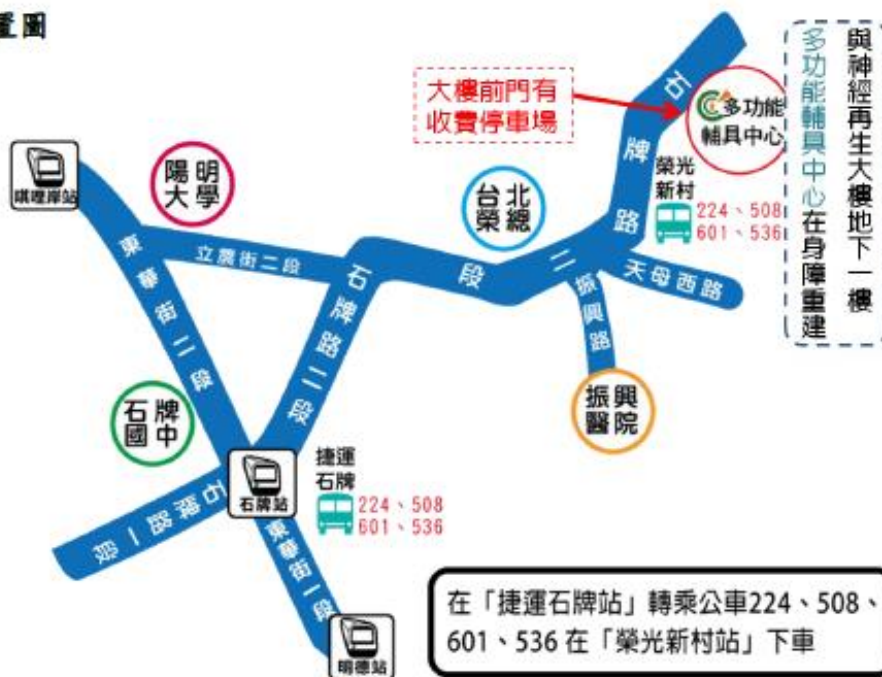 置圖
大樓前門有
收費停車場
石牌路二段
多功能
輔具中心
多功能輔具中心在身障重建
與神經再生大樓地下一樓
唭哩岸站
陽明
大學
台北
榮總
榮光
新村
224、508
601、536
立農街二段
天母西路
東華街二段
石牌路二段
振興路
石牌
國中
振興
醫院
捷運
石牌
224、508
601、536
石牌站
石牌路一段
東華街一段
明德站
在「捷運石牌站」轉乘公車224、508、
601、536 在「榮光新村站」下車